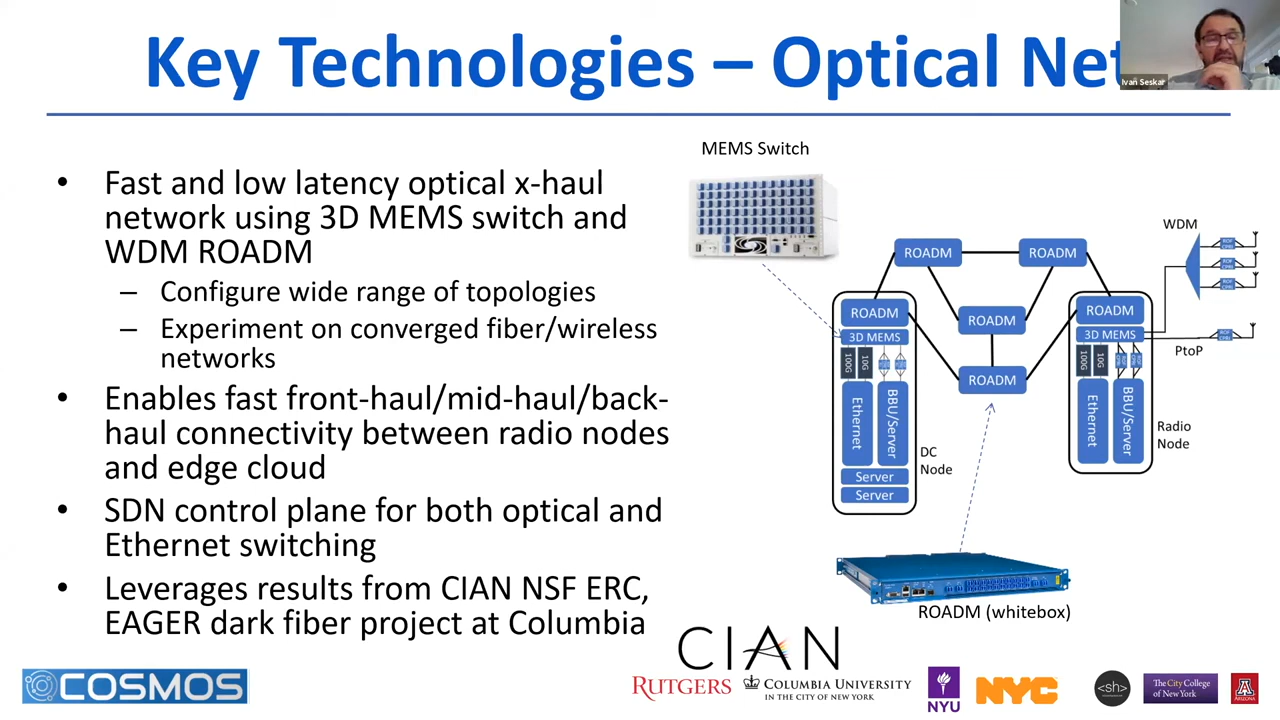 Key Technologies – Optical Net
Ivan Seskar
• Fast and low latency optical x-haul
network using 3D MEMS switch and
WDM ROADM
– Configure wide range of topologies
– Experiment on converged fiber/wireless
networks
• Enables fast front-haul/mid-haul/back-
haul connectivity between radio nodes
and edge cloud
• SDN control plane for both optical and
Ethernet switching
• Leverages results from CIAN NSF ERC,
EAGER dark fiber project at Columbia
MEMS Switch
WDM
ROADM
ROADM
ROADM
ROADM
ROADM
ROADM
3D MEMS
3D MEMS
PtoP
100G
10G
100G
10G
Ethernet
BBU/Server
Ethernet
BBU/Server
Radio
Node
DC
Node
Server
Server
ROADM (whitebox)
CIAN
COSMOS
RUTGERS
COLUMBIA UNIVERSITY
IN THE CITY OF NEW YORK
NYU
NYC
<sh>
The City College
of New York
A
ARIZONA